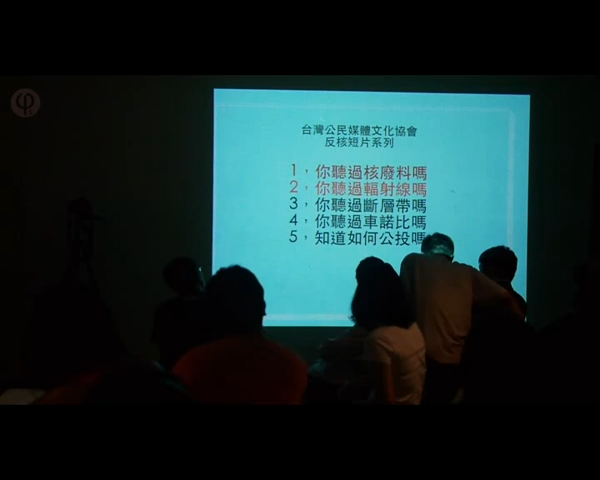 台灣公民媒體文化協會
反核短片系列
1，你聽過核廢料嗎
2，你聽過輻射線嗎
3，你聽過斷層帶嗎
4，你聽過車諾比嗎
5，知道如何公投嗎